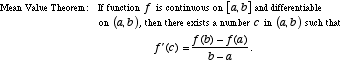 Mean Value Theorem: If function f is continuous on [a, b] and differentiable
on (a, b), then there exists a number c in (a, b) such that
f'(c) = (f(b) − f(a)) / (b − a).